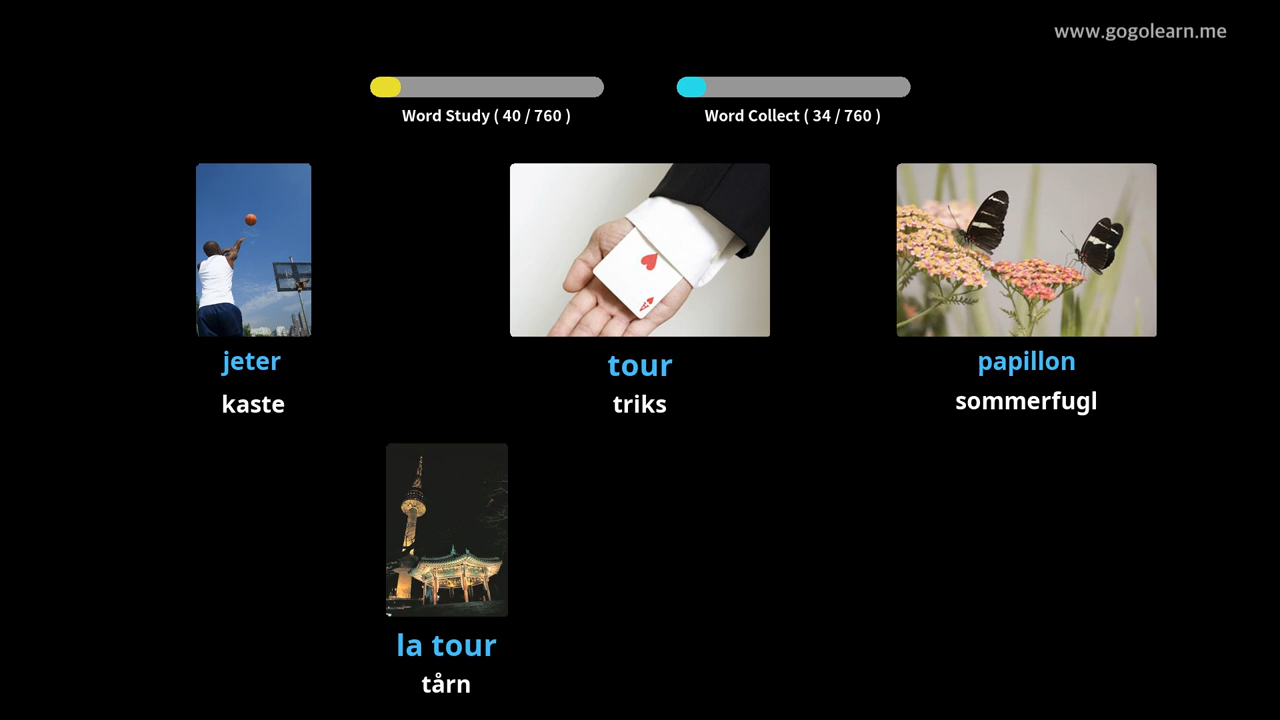 www.gogolearn.me
Word Study ( 40 / 760 )
Word Collect ( 34 / 760 )
jeter
kaste
tour
triks
papillon
sommerfugl
la tour
tårn